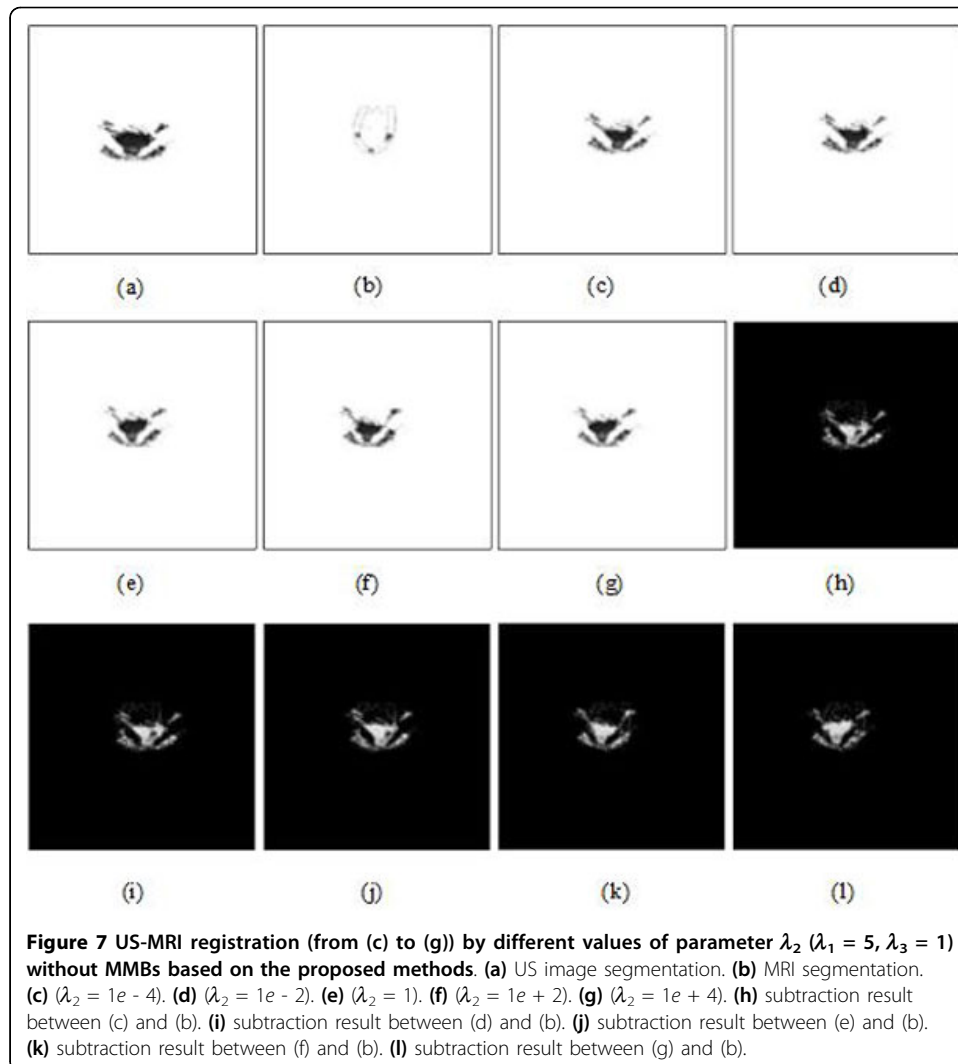 (a) (b) (c) (d)
(e) (f) (g) (h)
(i) (j) (k) (l)
Figure 7 US-MRI registration (from (c) to (g)) by different values of parameter λ₂ (λ₁ = 5, λ₃ = 1)
without MMBs based on the proposed methods. (a) US image segmentation. (b) MRI segmentation.
(c) (λ₂ = 1e - 4). (d) (λ₂ = 1e - 2). (e) (λ₂ = 1). (f) (λ₂ = 1e + 2). (g) (λ₂ = 1e + 4). (h) subtraction result
between (c) and (b). (i) subtraction result between (d) and (b). (j) subtraction result between (e) and (b).
(k) subtraction result between (f) and (b). (l) subtraction result between (g) and (b).